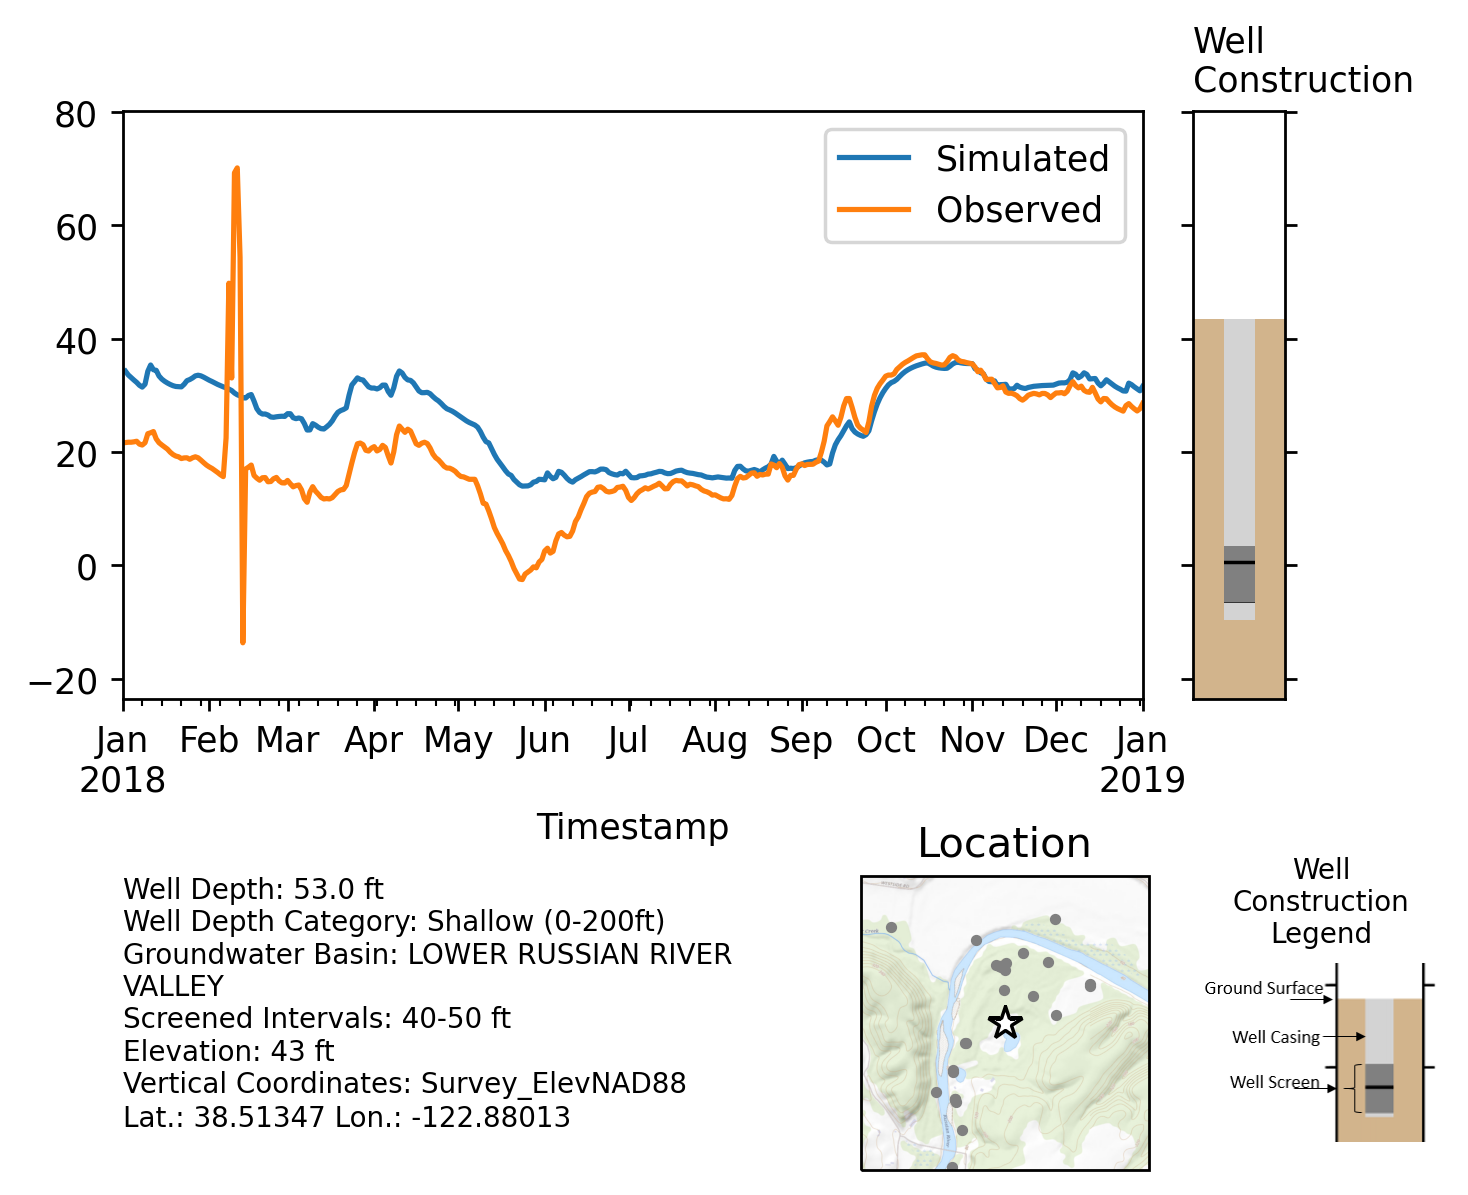 Well
Construction
80
60
40
20
0
−20
Simulated
Observed
Jan Feb Mar Apr May Jun Jul Aug Sep Oct Nov Dec Jan
2018 2019
Timestamp
Well Depth: 53.0 ft
Well Depth Category: Shallow (0-200ft)
Groundwater Basin: LOWER RUSSIAN RIVER
VALLEY
Screened Intervals: 40-50 ft
Elevation: 43 ft
Vertical Coordinates: Survey_ElevNAD88
Lat.: 38.51347 Lon.: -122.88013
Location
Well
Construction
Legend
Ground Surface
Well Casing
Well Screen